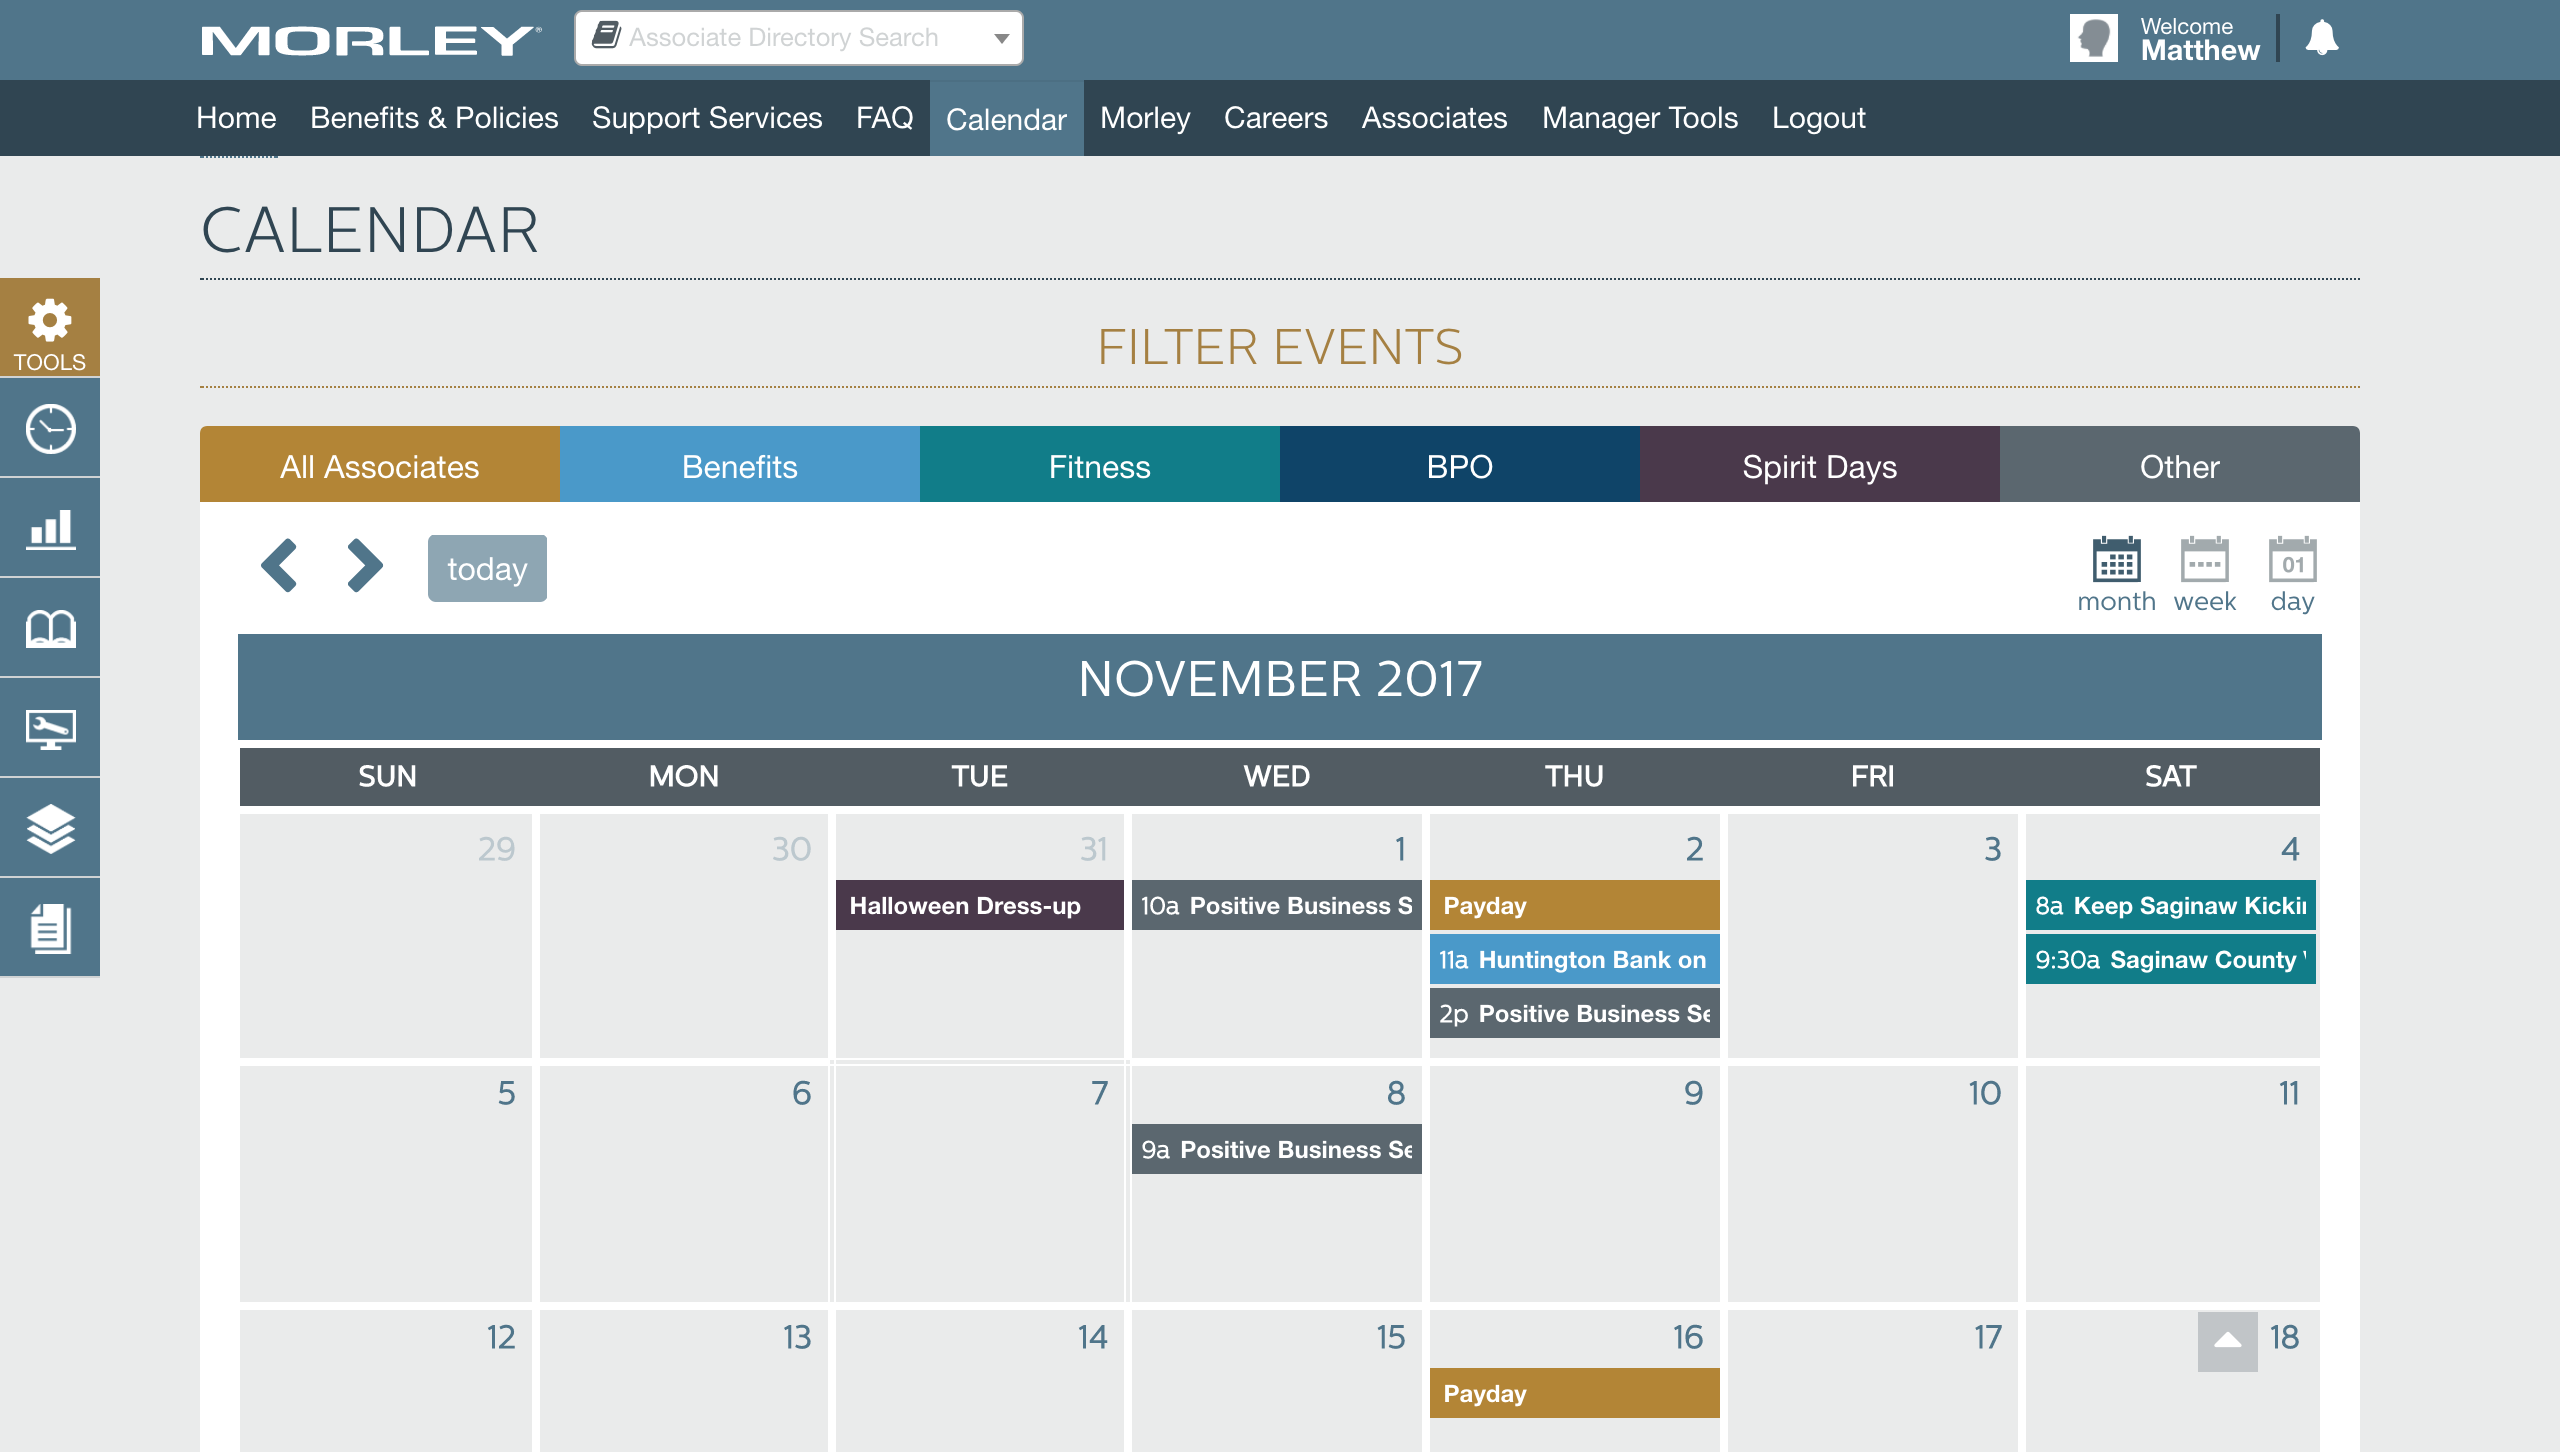 MORLEY
Associate Directory Search
Welcome
Matthew
Home Benefits & Policies Support Services FAQ Calendar Morley Careers Associates Manager Tools Logout
CALENDAR
TOOLS
FILTER EVENTS
All Associates Benefits Fitness BPO Spirit Days Other
today
01
month week day
NOVEMBER 2017
SUN MON TUE WED THU FRI SAT
29 30 31 1 2 3 4
Halloween Dress-up 10a Positive Business S Payday 8a Keep Saginaw Kickin
11a Huntington Bank on 9:30a Saginaw County
2p Positive Business Se
5 6 7 8 9 10 11
9a Positive Business Se
12 13 14 15 16 17 18
Payday